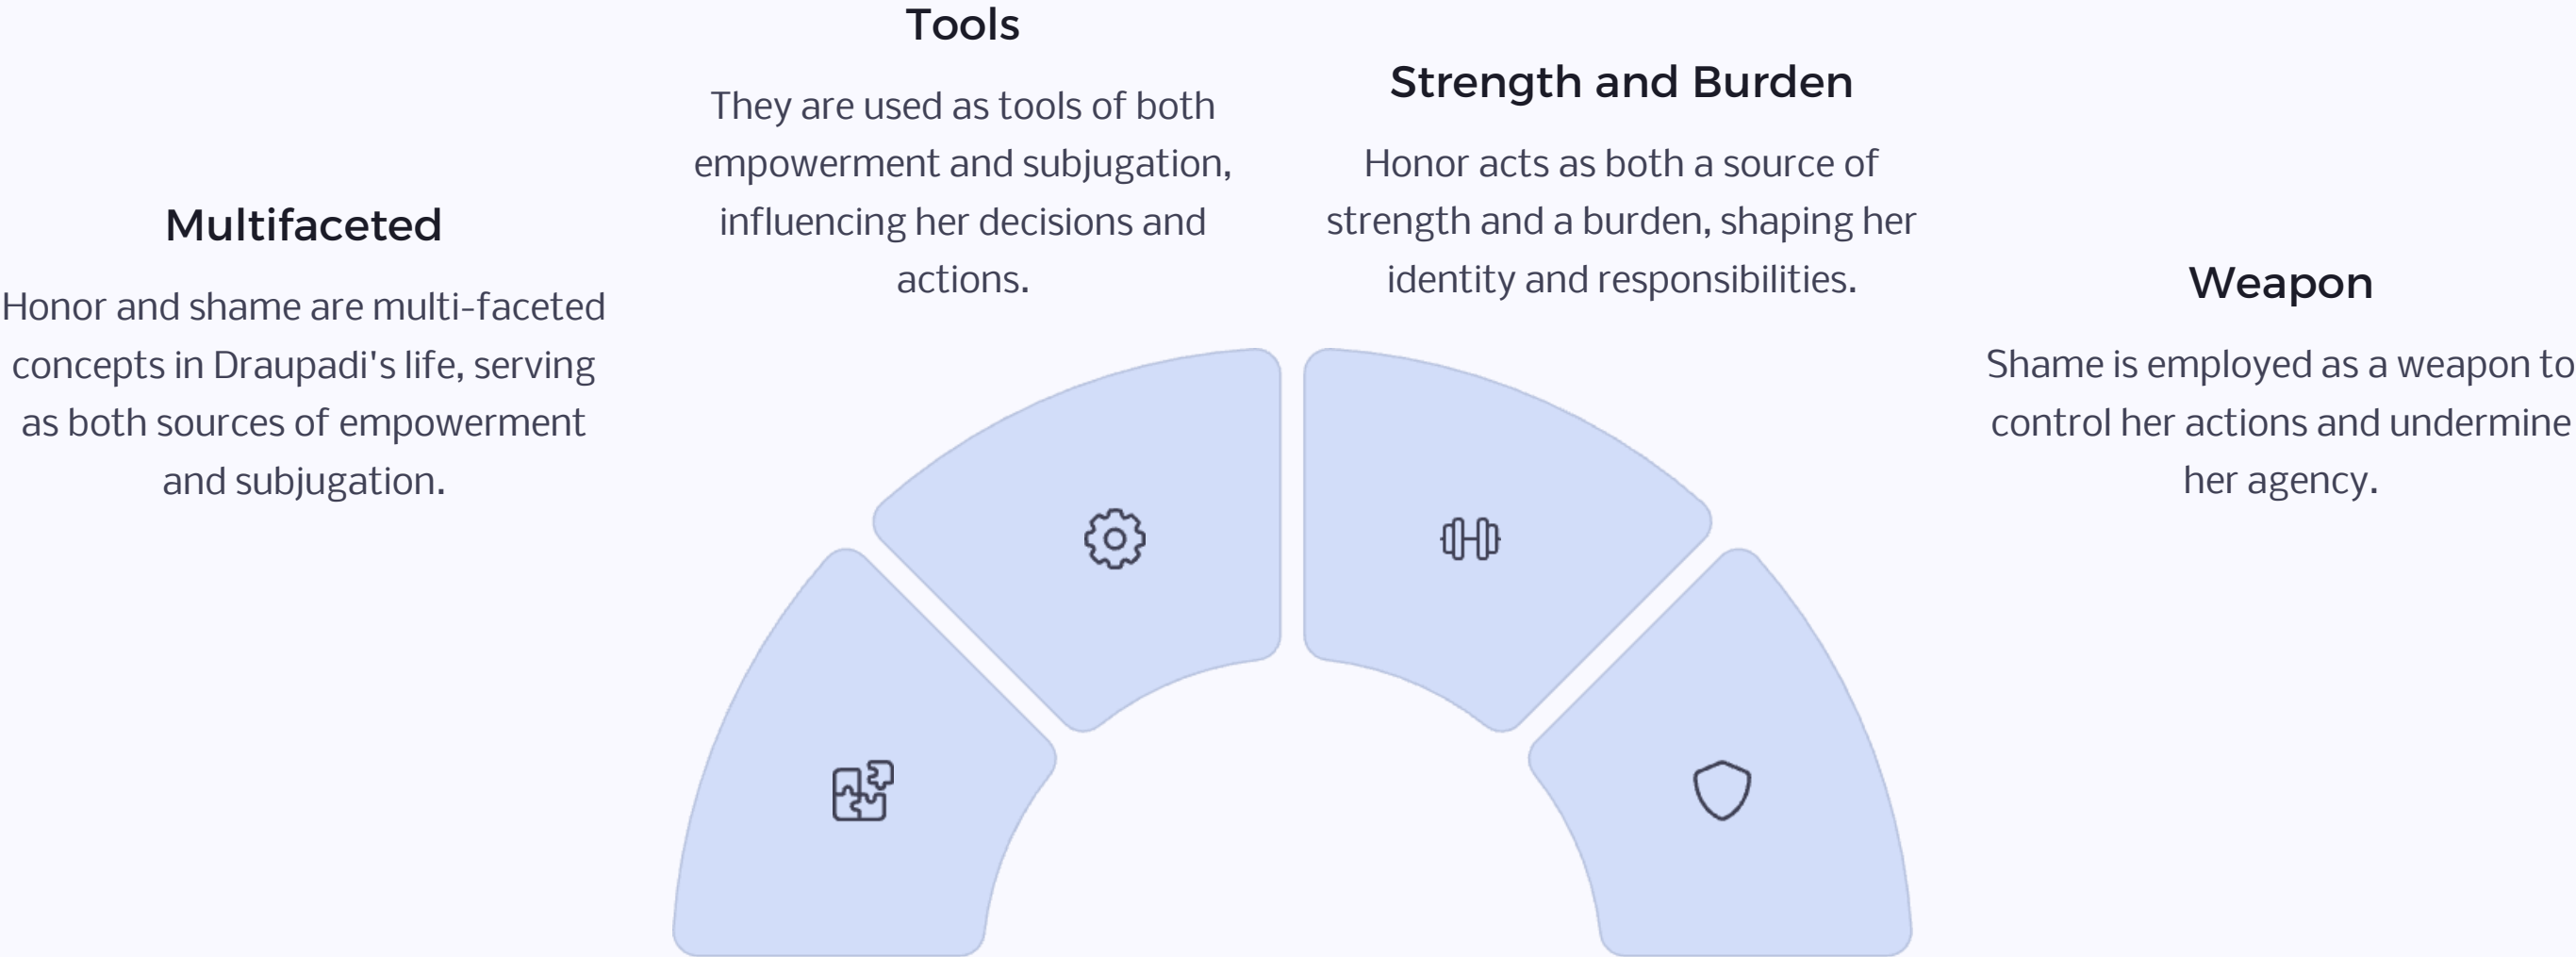 Multifaceted
Honor and shame are multi-faceted
concepts in Draupadi's life, serving
as both sources of empowerment
and subjugation.
Tools
They are used as tools of both
empowerment and subjugation,
influencing her decisions and
actions.
Strength and Burden
Honor acts as both a source of
strength and a burden, shaping her
identity and responsibilities.
Weapon
Shame is employed as a weapon to
control her actions and undermine
her agency.